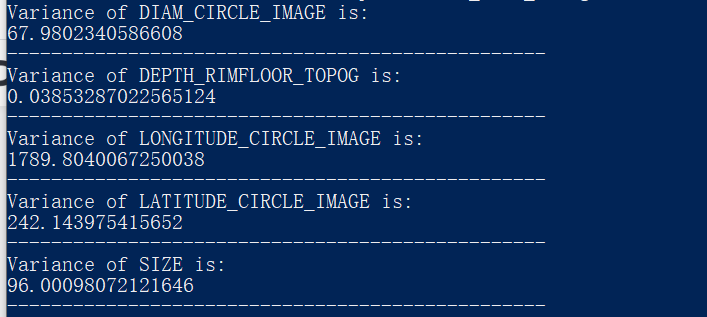 Variance of DIAM_CIRCLE_IMAGE is:
67.9802340586608
--------------------------------------------------
Variance of DEPTH_RIMFLOOR_TOPOG is:
0.03853287022565124
--------------------------------------------------
Variance of LONGITUDE_CIRCLE_IMAGE is:
1789.8040067250038
--------------------------------------------------
Variance of LATITUDE_CIRCLE_IMAGE is:
242.143975415652
--------------------------------------------------
Variance of SIZE is:
96.00098072121646
--------------------------------------------------